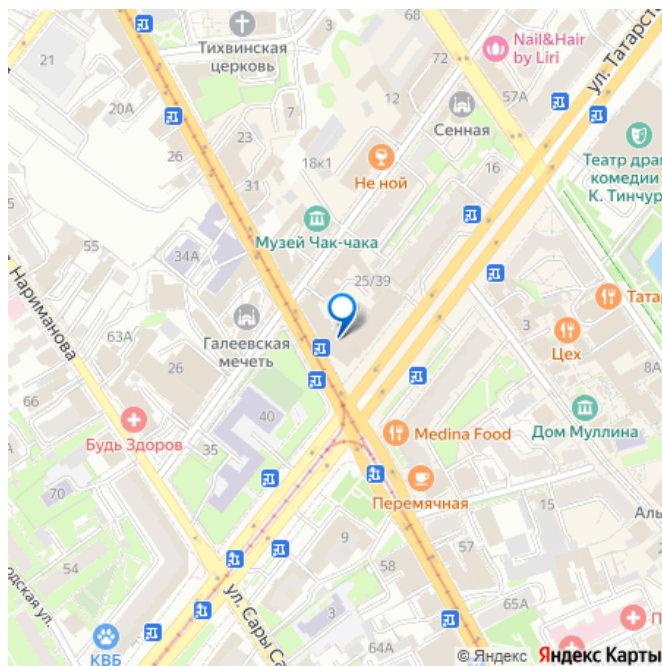 21
Тихвинская
церковь
68
72
Nail&Hair
by Liri
ул. Татарст
20А
7
12
57А
Сенная
26
23
18к1
31
Не ной
16
Театр драм
комедии
К. Тинчур
Музей Чак-чака
55
34А
25/39
Нариманова
63А
Галеевская
мечеть
Татар
3
Цех
26
8А
66
40
Medina Food
Дом Муллина
Будь Здоров
35
Перемячная
70
15
Аль
9
57
54
58
одская ул.
ул. Сары Са
65А
64
П
КВБ
© Яндекс
Яндекс Карты